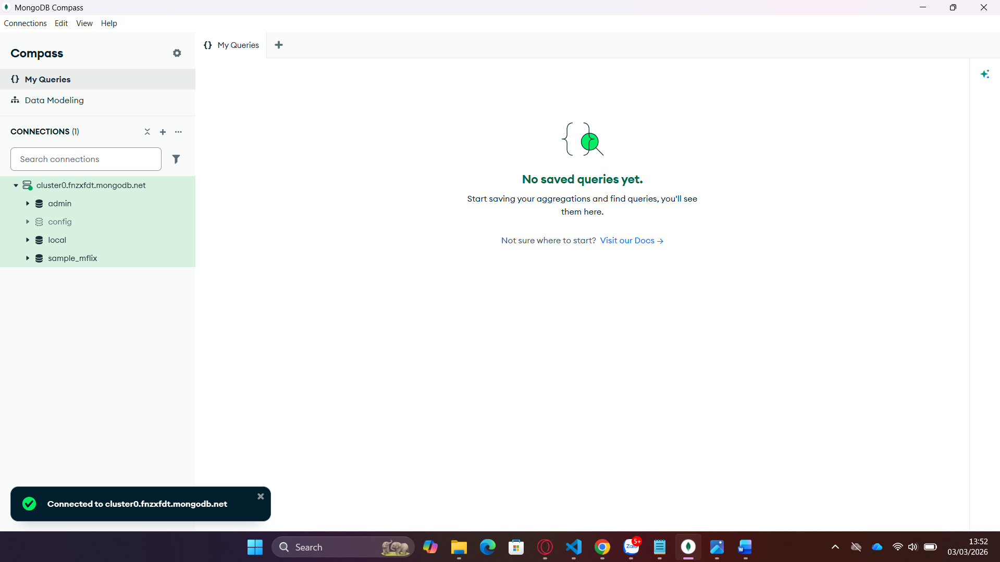 MongoDB Compass
Connections Edit View Help
Compass
My Queries
Data Modeling
CONNECTIONS (1)
Search connections
cluster0.fnzxfdt.mongodb.net
admin
config
local
sample_mflix
{} My Queries
No saved queries yet.
Start saving your aggregations and find queries, you'll see
them here.
Not sure where to start? Visit our Docs →
Connected to cluster0.fnzxfdt.mongodb.net
Search
Zalo
5+
W
13:52
03/03/2026